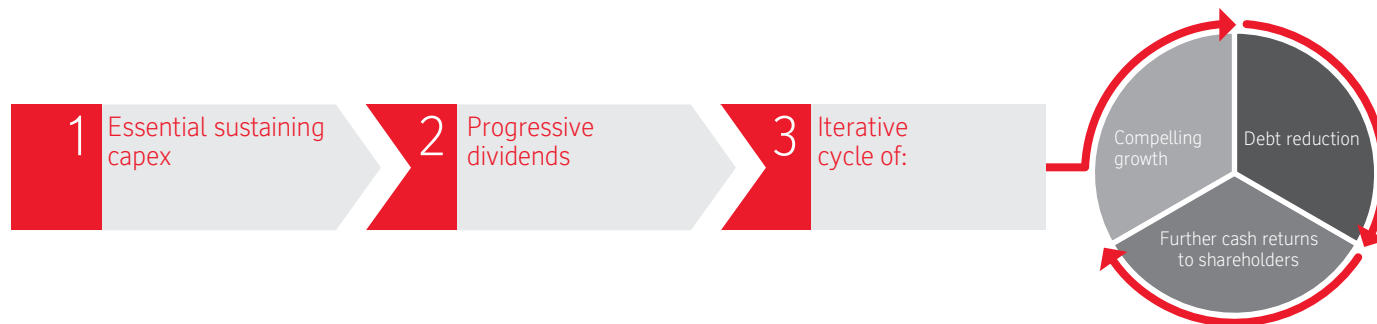 1
Essential sustaining
capex
2
Progressive
dividends
3
Iterative
cycle of:
Compelling
growth
Debt reduction
Further cash returns
to shareholders